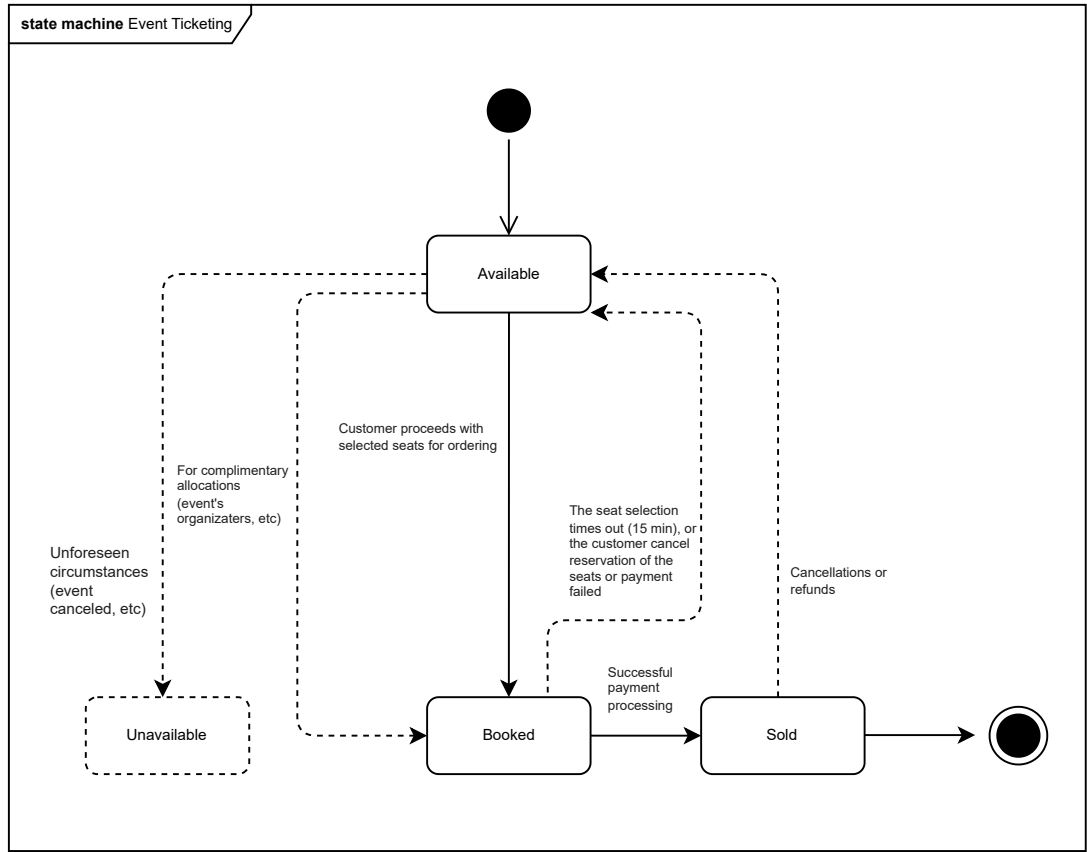 state machine Event Ticketing
Available
Customer proceeds with
selected seats for ordering
For complimentary
allocations
(event's
organizaters, etc)
The seat selection
times out (15 min), or
the customer cancel
reservation of the
seats or payment
failed
Unforeseen
circumstances
(event
canceled, etc)
Cancellations or
refunds
Successful
payment
processing
Unavailable
Booked
Sold